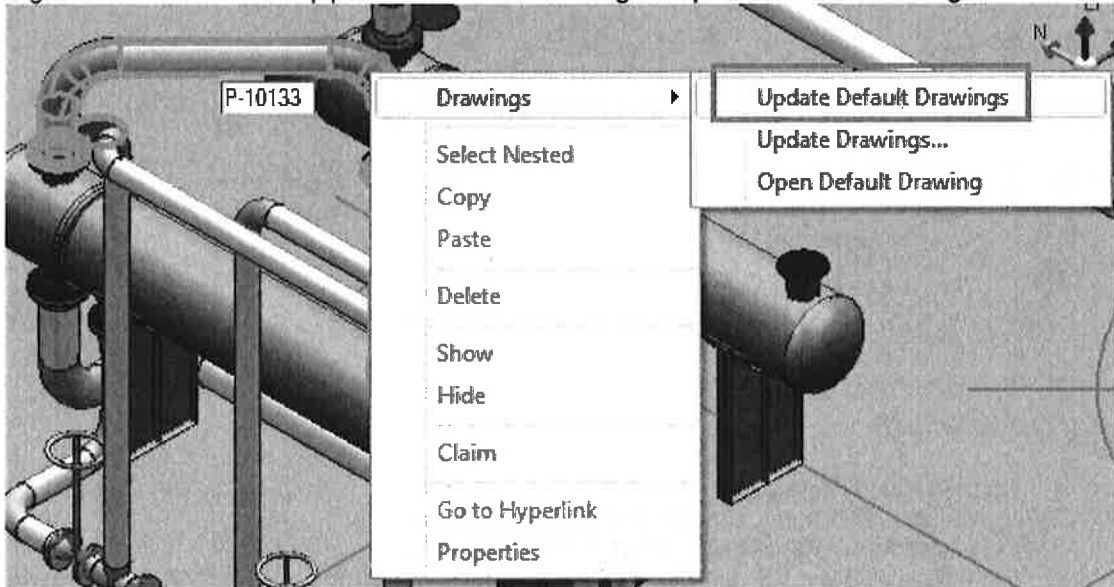 P-10133
Drawings
Update Default Drawings
Update Drawings...
Open Default Drawing
Select Nested
Copy
Paste
Delete
Show
Hide
Claim
Go to Hyperlink
Properties
N